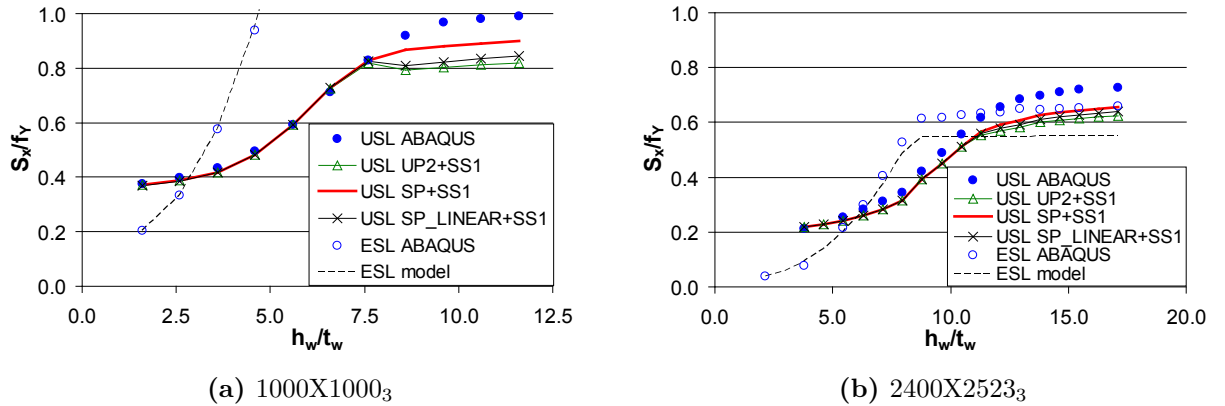 1.0
0.8
0.6
0.4
0.2
0.0
Sx/fY
USL ABAQUS
USL UP2+SS1
USL SP+SS1
USL SP_LINEAR+SS1
ESL ABAQUS
ESL model
0.0 2.5 5.0 7.5 10.0 12.5
hw/tw
(a) 1000X1000₃
1.0
0.8
0.6
0.4
0.2
0.0
Sx/fY
USL ABAQUS
USL UP2+SS1
USL SP+SS1
USL SP_LINEAR+SS1
ESL ABAQUS
ESL model
0.0 5.0 10.0 15.0 20.0
hw/tw
(b) 2400X2523₃